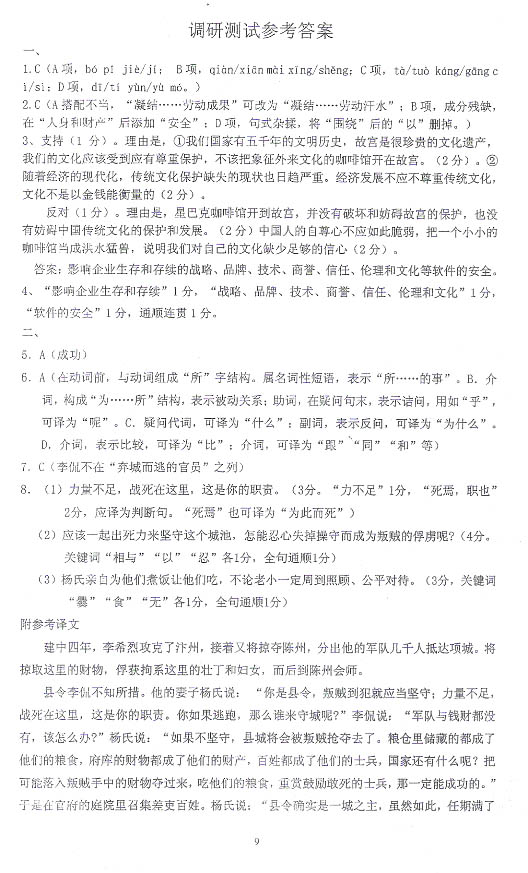 调研测试参考答案
一、
1.C（A 项，bó pǐ jiè/jí； B 项，qiàn/xiān mài xīng/shěng；C 项，tà/tuò káng/gāng c
ī/sì；D 项，dī/tí yùn/yú mó。）
2.C（A 搭配不当，“凝结……劳动成果”可改为“凝结……劳动汗水”；B 项，成分残缺，
在“人身和财产”后添加“安全”；D 项，句式杂揉，将“围绕”后的“以”删掉。）
3、支持（1 分）。理由是，①我们国家有五千年的文明历史，故宫是很珍贵的文化遗产，
我们的文化应该受到应有尊重保护，不该把象征外来文化的咖啡馆开在故宫。（2 分）。②
随着经济的现代化，传统文化保护缺失的现状也日趋严重。经济发展不应不尊重传统文化，
文化不是以金钱能衡量的（2 分）。
反对（1 分）。理由是，星巴克咖啡馆开到故宫，并没有破坏和妨碍故宫的保护，也没
有妨碍中国传统文化的保护和发展。（2 分）中国人的自尊心不应如此脆弱，把一个小小的
咖啡馆当成洪水猛兽，说明我们对自己的文化缺少足够的信心（2 分）。
答案：影响企业生存和存续的战略、品牌、技术、商誉、信任、伦理和文化等软件的安全。
4、“影响企业生存和存续”1 分，“战略、品牌、技术、商誉、信任、伦理和文化”1 分，
“软件的安全”1 分，通顺连贯 1 分。
二、
5．A（成功）
6．A（在动词前，与动词组成“所”字结构。属名词性短语，表示“所……的事”。B．介
词，构成“为……所”结构，表示被动关系；助词，在疑问句末，表示诘问，用如“乎”，
可译为“呢”。C．疑问代词，可译为“什么”；副词，表示反问，可译为“为什么”。
D．介词，表示比较，可译为“比”；介词，可译为“跟”“同”“和”等）
7．C（李侃不在“弃城而逃的官员”之列）
8．（1）力量不足，战死在这里，这是你的职责。（3分。“力不足”1分，“死焉，职也”
2分，应译为判断句。“死焉”也可译为“为此而死”）
（2）应该一起出死力来坚守这个城池，怎能忍心失掉操守而成为叛贼的俘虏呢？（4分。
关键词“相与”“以”“忍”各1分，全句通顺1分）
（3）杨氏亲自为他们煮饭让他们吃，不论老小一定周到照顾、公平对待。（3分，关键词
“爨”“食”“无”各1分，全句通顺1分）
附参考译文
建中四年，李希烈攻克了汴州，接着又将掠夺陈州，分出他的军队几千人抵达项城。将
掠取这里的财物，俘获拘系这里的壮丁和妇女，而后到陈州会师。
县令李侃不知所措。他的妻子杨氏说： “你是县令，叛贼到犯就应当坚守；力量不足，
战死在这里，这是你的职责。你如果逃跑，那么谁来守城呢？”李侃说：“军队与钱财都没
有，该怎么办？”杨氏说：“如果不坚守，县城将会被叛贼抢夺去了。粮仓里储藏的都成了
他们的粮食，府库的财物都成了他们的财产，百姓都成了他们的士兵，国家还有什么呢？把
可能落入叛贼手中的财物夺过来，吃他们的粮食，重赏鼓励敢死的士兵，那一定能成功的。”
于是在官府的庭院里召集差吏百姓。杨氏说：“县令确实是一城之主，虽然如此，任期满了
9